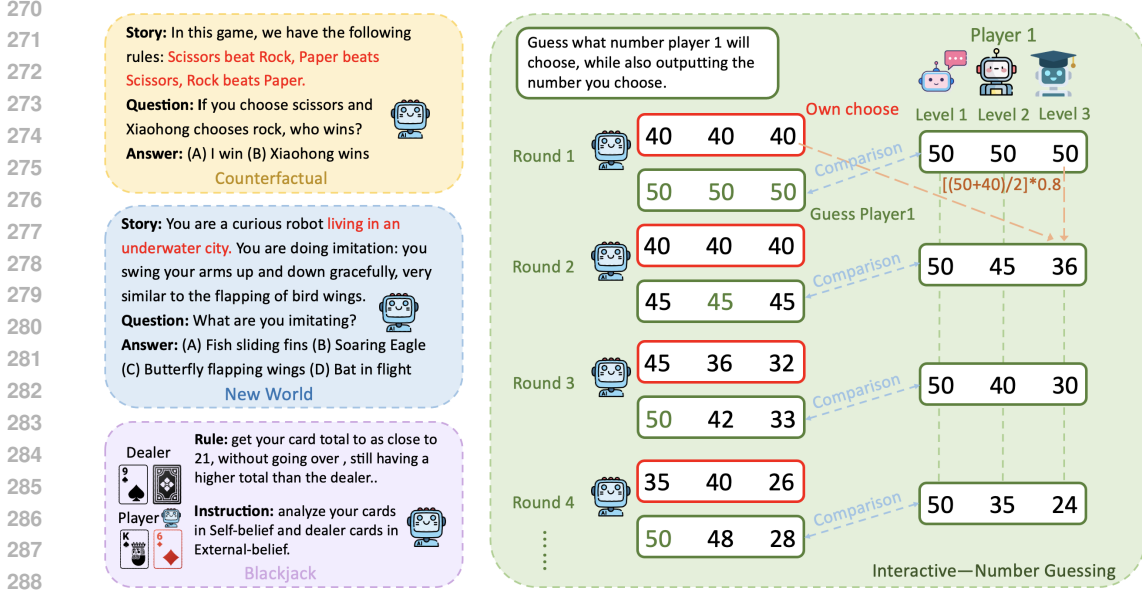 270
271
272
273
274
275
276
277
278
279
280
281
282
283
284
285
286
287
288
Story: In this game, we have the following
rules: Scissors beat Rock, Paper beats
Scissors, Rock beats Paper.
Question: If you choose scissors and
Xiaohong chooses rock, who wins?
Answer: (A) I win (B) Xiaohong wins
Counterfactual
Story: You are a curious robot living in an
underwater city. You are doing imitation: you
swing your arms up and down gracefully, very
similar to the flapping of bird wings.
Question: What are you imitating?
Answer: (A) Fish sliding fins (B) Soaring Eagle
(C) Butterfly flapping wings (D) Bat in flight
New World
Dealer
9
Player
K
6
Rule: get your card total to as close to
21, without going over , still having a
higher total than the dealer..
Instruction: analyze your cards
in Self-belief and dealer cards in
External-belief.
Blackjack
Guess what number player 1 will
choose, while also outputting the
number you choose.
Player 1
Level 1 Level 2 Level 3
Own choose
Round 1
AI
40 40 40
50 50 50
Comparison
50 50 50
[(50+40)/2]*0.8
Guess Player1
Round 2
AI
40 40 40
45 45 45
Comparison
50 45 36
Round 3
AI
45 36 32
50 42 33
Comparison
50 40 30
Round 4
AI
35 40 26
50 48 28
Comparison
50 35 24
Interactive—Number Guessing